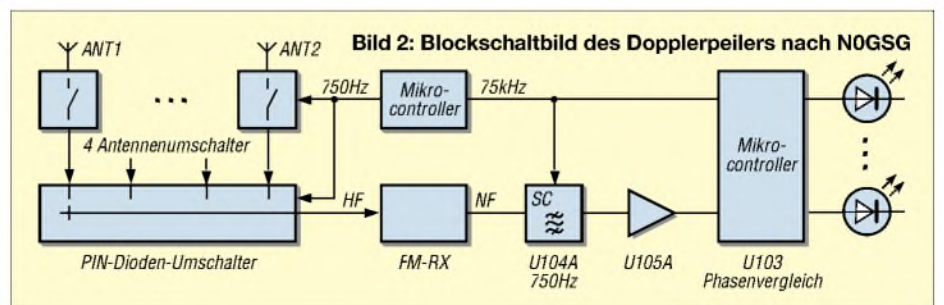 Bild 2: Blockschaltbild des Dopplerpeilers nach N0GSG
ANT1
ANT2
750Hz
Mikro-
controller
75kHz
4 Antennenumschalter
HF
NF
SC
Mikro-
controller
PIN-Dioden-Umschalter
FM-RX
U104A
750Hz
U105A
U103
Phasenvergleich